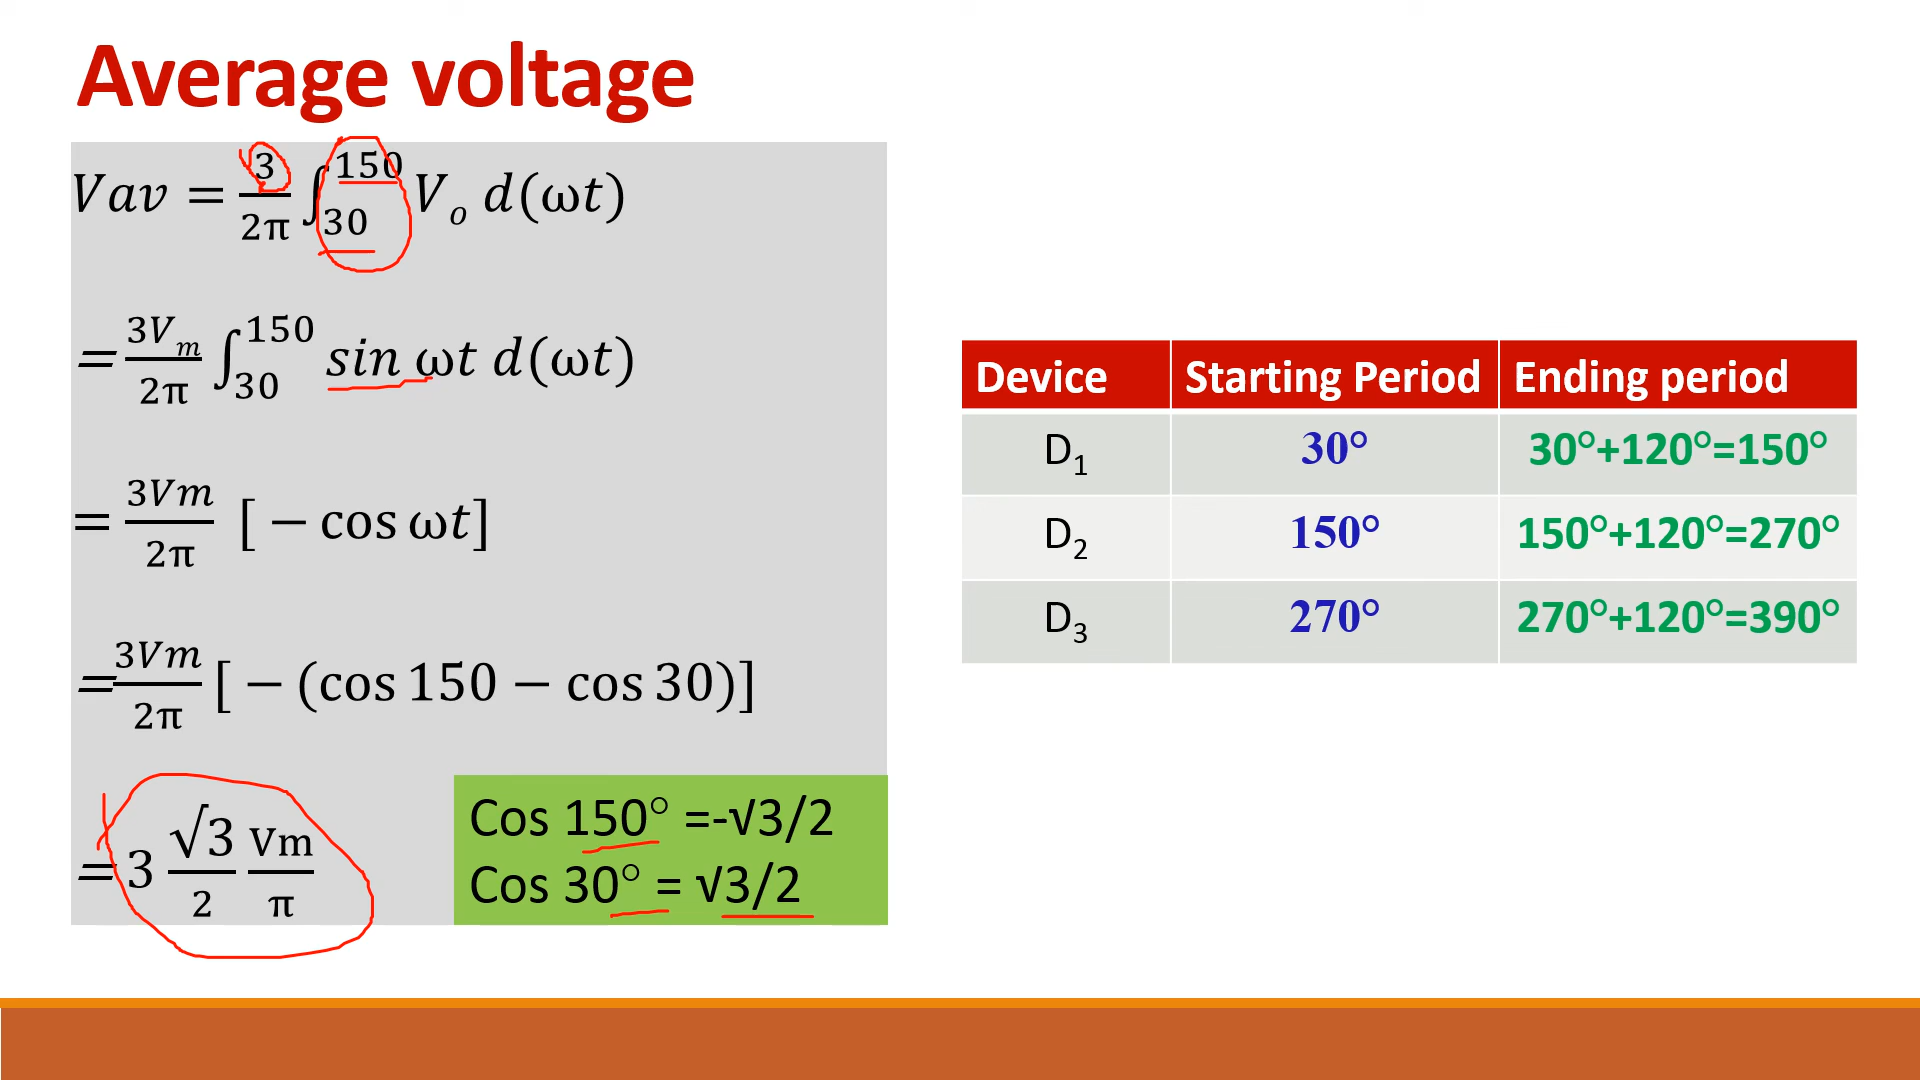 Average voltage
Vav = 3/2π ∫₃₀¹⁵⁰ Vₒ d(ωt)
= 3Vₘ/2π ∫₃₀¹⁵⁰ sin ωt d(ωt)
= 3Vm/2π [ − cos ωt]
= 3Vm/2π [ − (cos 150 − cos 30)]
= 3 √3/2 Vm/π
Cos 150° =-√3/2
Cos 30° = √3/2
Device Starting Period Ending period
D₁ 30° 30°+120°=150°
D₂ 150° 150°+120°=270°
D₃ 270° 270°+120°=390°